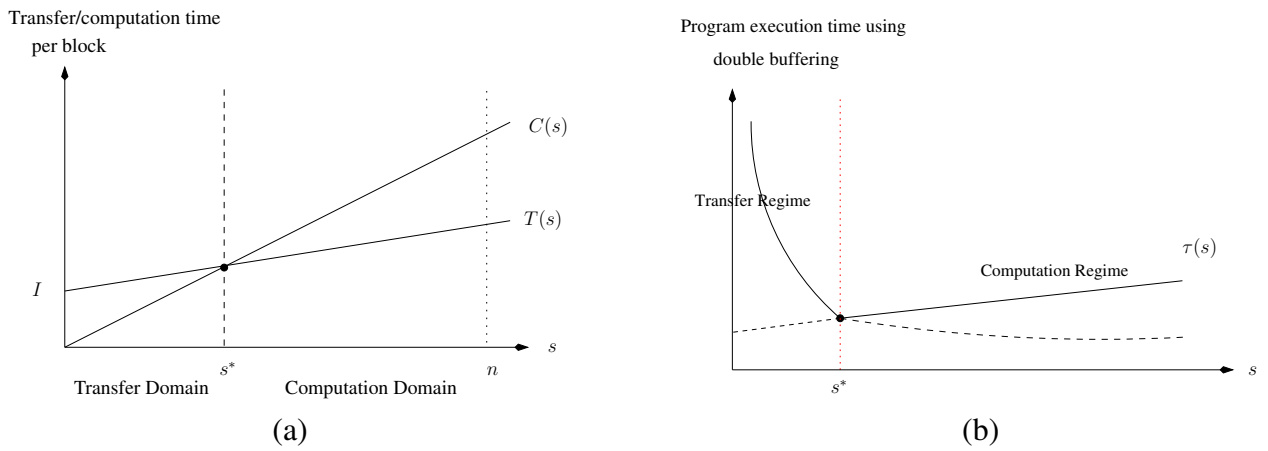 Transfer/computation time
per block
C(s)
T(s)
I
s
s*
n
Transfer Domain
Computation Domain
(a)
Program execution time using
double buffering
Transfer Regime
τ(s)
Computation Regime
s
s*
(b)